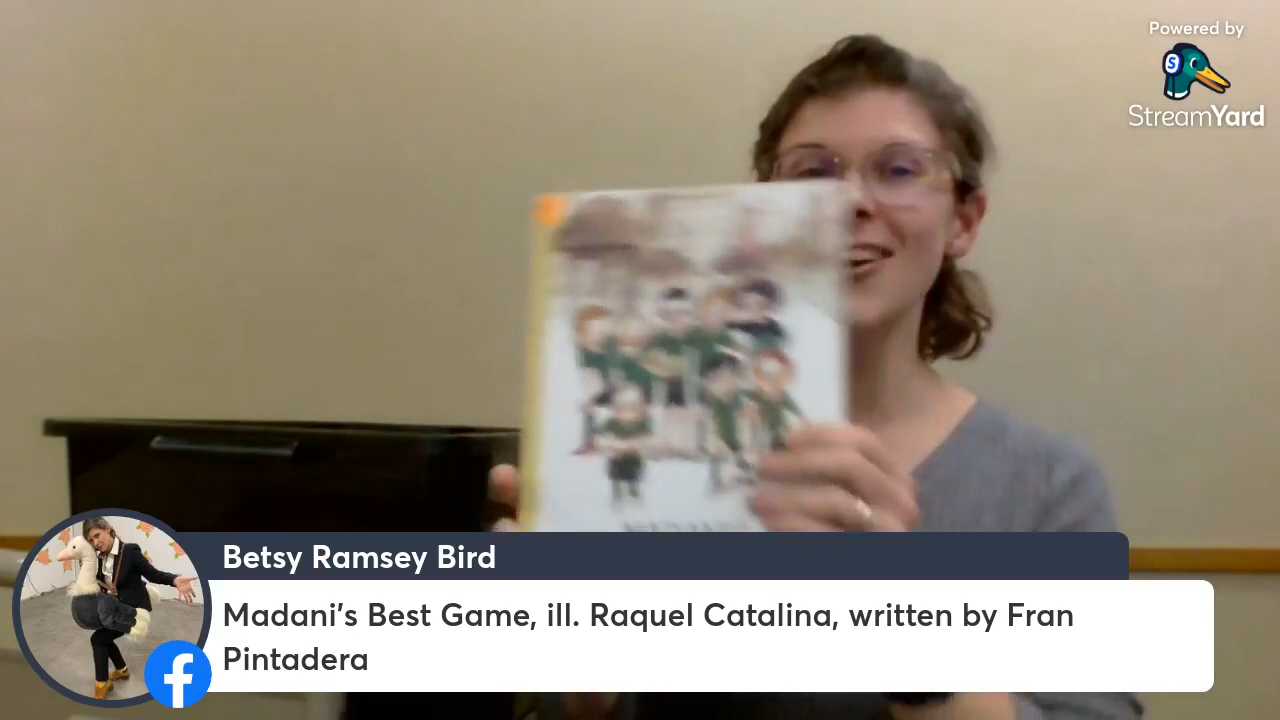 Powered by
S
StreamYard
Betsy Ramsey Bird
Madani's Best Game, ill. Raquel Catalina, written by Fran
Pintadera